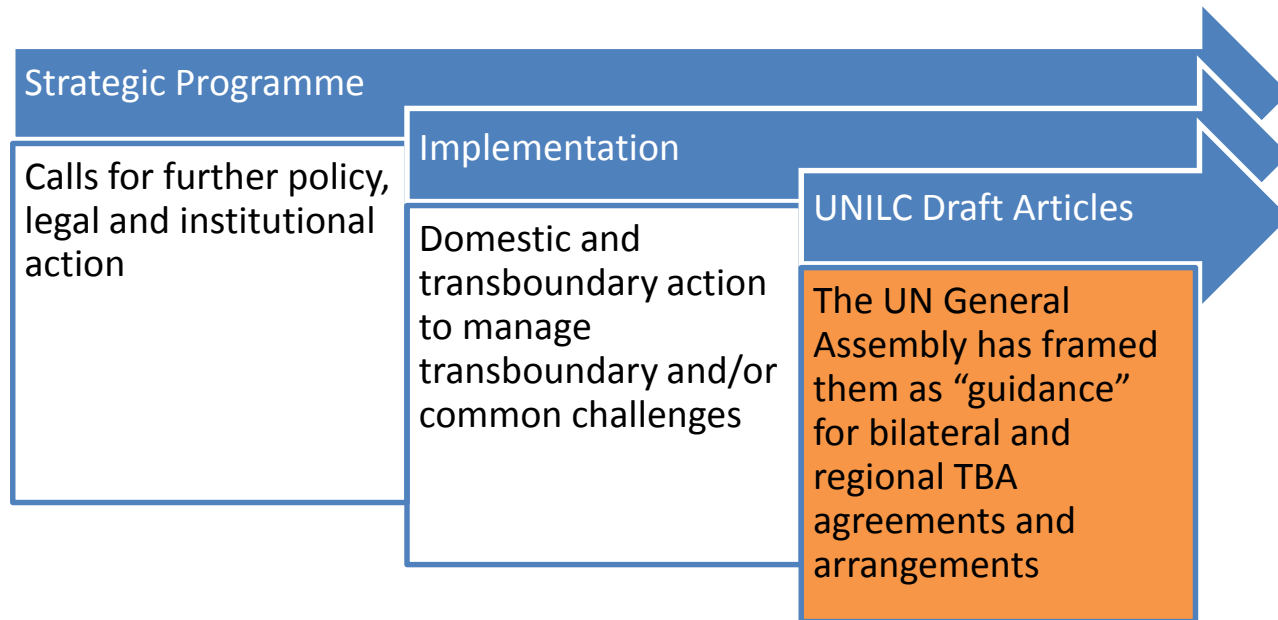 Strategic Programme
Calls for further policy,
legal and institutional
action
Implementation
Domestic and
transboundary action
to manage
transboundary and/or
common challenges
UNILC Draft Articles
The UN General
Assembly has framed
them as “guidance”
for bilateral and
regional TBA
agreements and
arrangements